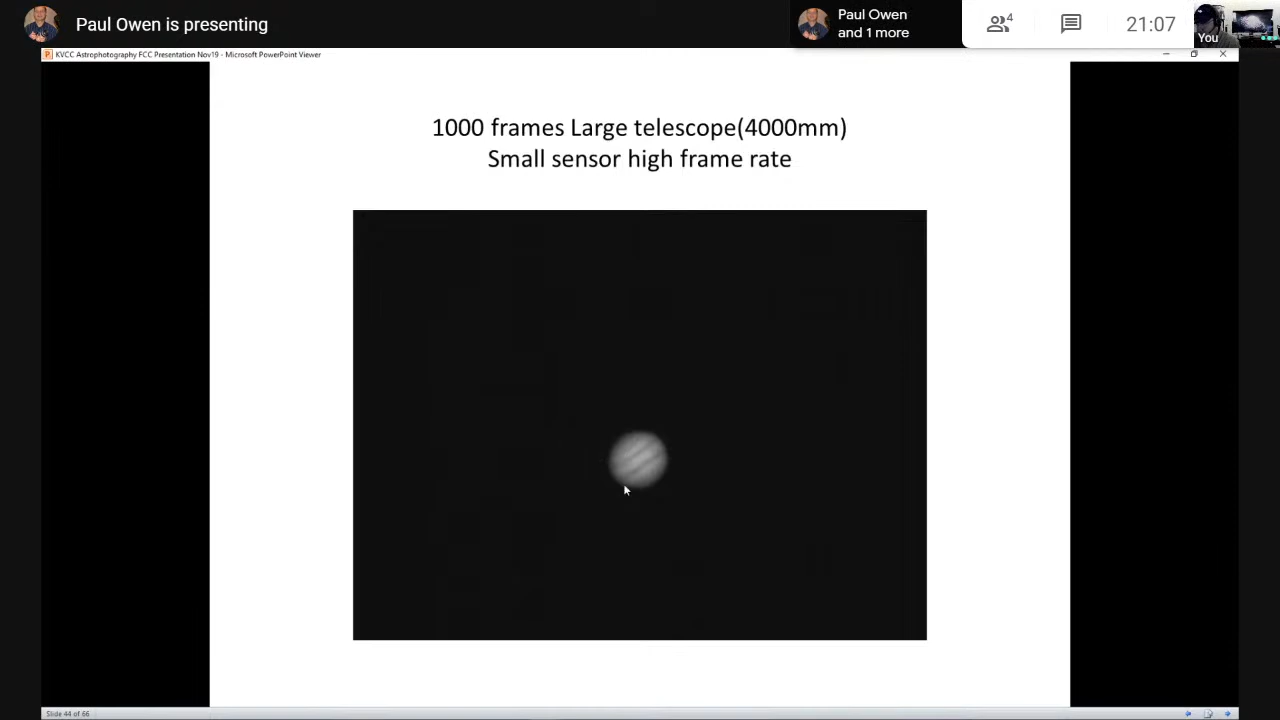 Paul Owen is presenting
Paul Owen
and 1 more
4
21:07
You
KVCC Astrophotography FCC Presentation Nov19 - Microsoft PowerPoint Viewer
1000 frames Large telescope(4000mm)
Small sensor high frame rate
Slide 44 of 66